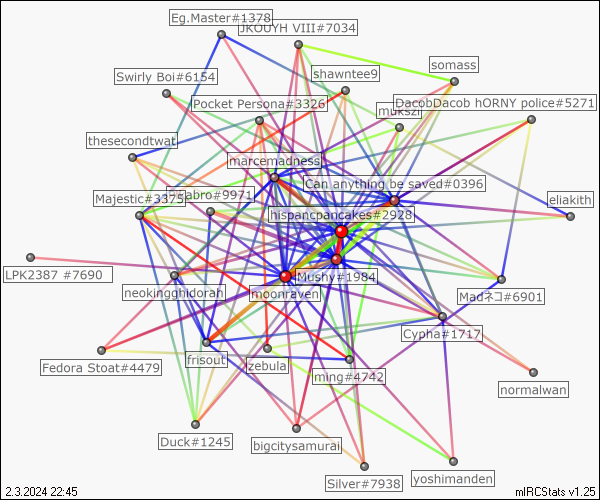 Eg.Master#1378
JKOUYH VIII#7034
somass
shawntee9
Swirly Boi#6154
Pocket Persona#3326
mukszi
DacobDacob hORNY police#5271
thesecondtwat
marcemadness
Can anything be saved#0396
Majestic#3375
abro#9971
eliakith
hispancpancakes#2928
LPK2387 #7690
Mushy#1984
neokingghidorah
moonraven
Madネコ#6901
Cypha#1717
frisout
zebula
Fedora Stoat#4479
ming#4742
normalwan
Duck#1245
bigcitysamurai
Silver#7938
yoshimanden
2.3.2024 22:45
mIRCStats v1.25